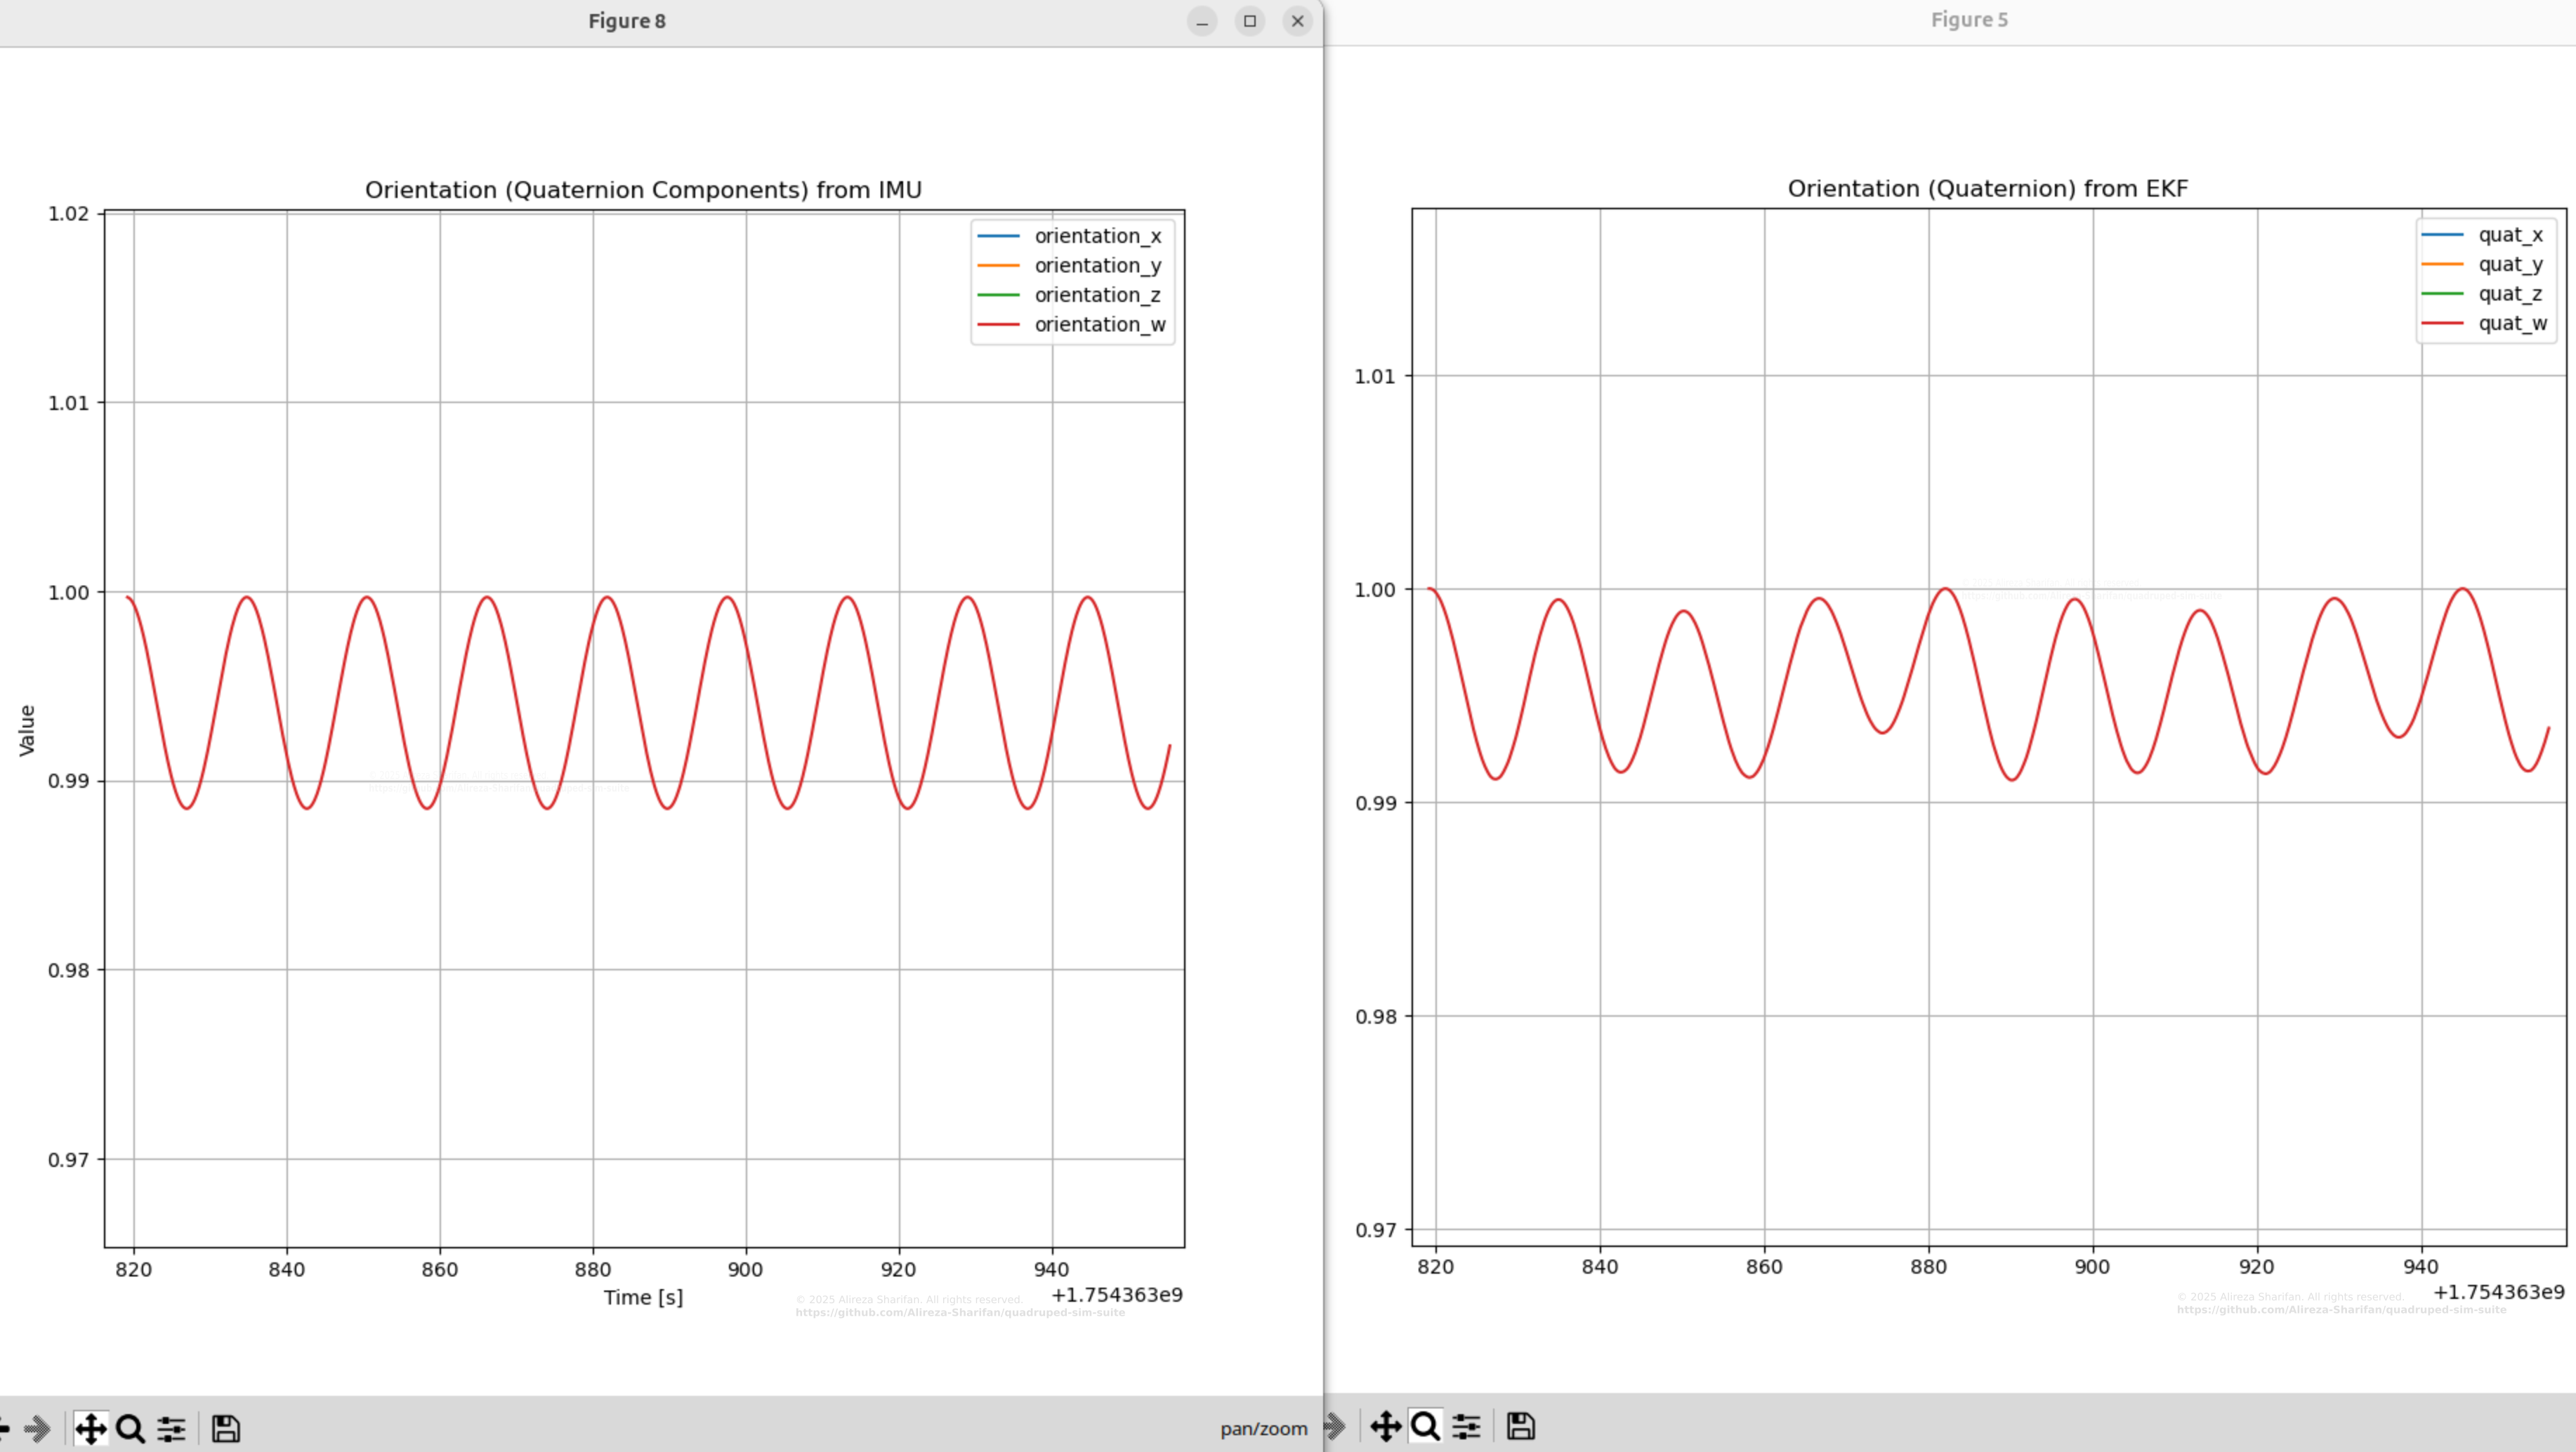 Figure 8
Orientation (Quaternion Components) from IMU
1.02
1.01
1.00
0.99
0.98
0.97
Value
orientation_x
orientation_y
orientation_z
orientation_w
820 840 860 880 900 920 940
Time [s]
+1.754363e9
© 2025 Alireza Sharifan. All rights reserved.
https://github.com/Alireza-Sharifan/quadruped-sim-suite
pan/zoom
Figure 5
Orientation (Quaternion) from EKF
1.01
1.00
0.99
0.98
0.97
quat_x
quat_y
quat_z
quat_w
820 840 860 880 900 920 940
+1.754363e9
© 2025 Alireza Sharifan. All rights reserved.
https://github.com/Alireza-Sharifan/quadruped-sim-suite